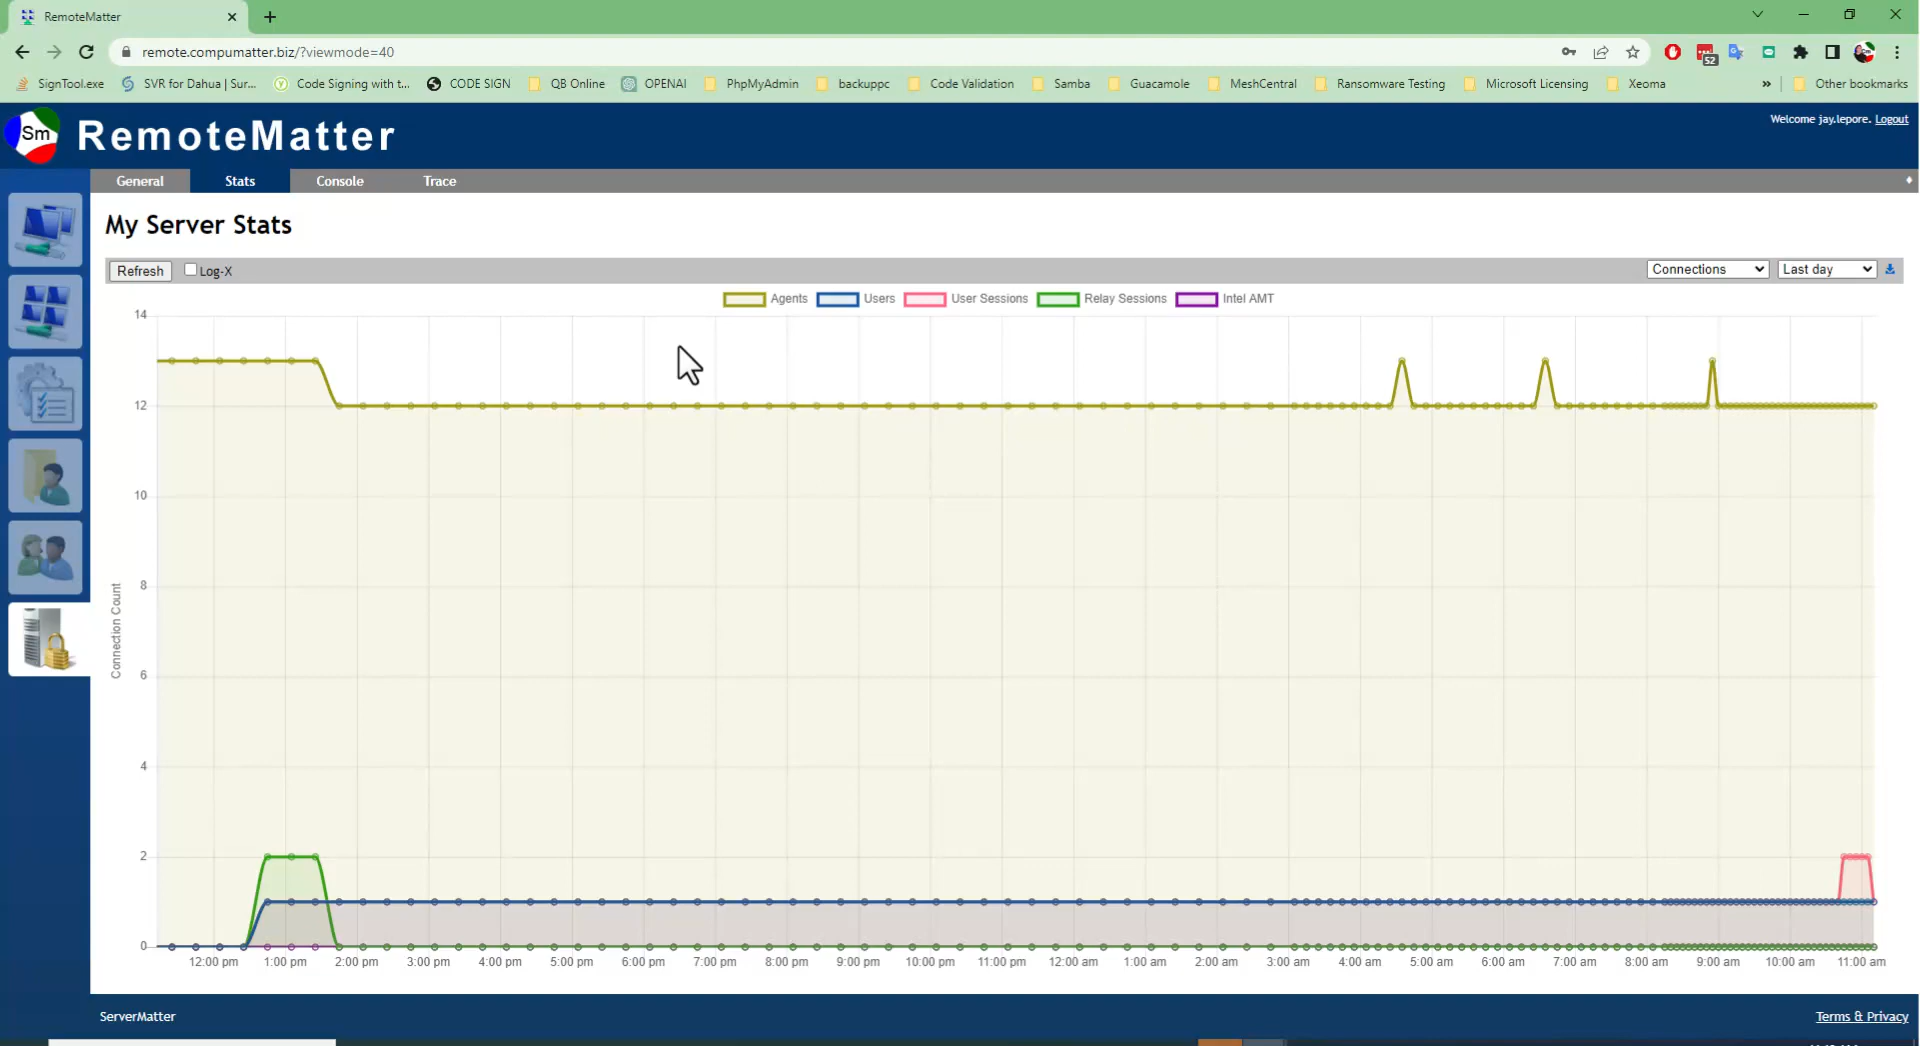 RemoteMatter
remote.compumatter.biz/?viewmode=40
52
SignTool.exe
SVR for Dahua | Sur...
Code Signing with t...
CODE SIGN
QB Online
OPENAI
PhpMyAdmin
backuppc
Code Validation
Samba
Guacamole
MeshCentral
Ransomware Testing
Microsoft Licensing
Xeoma
»
Other bookmarks
Sm
RemoteMatter
Welcome jay.lepore. Logout
General
Stats
Console
Trace
My Server Stats
Refresh
Log-X
Connections
Last day
Agents
Users
User Sessions
Relay Sessions
Intel AMT
14
12
10
8
6
4
2
0
Connection Count
12:00 pm
1:00 pm
2:00 pm
3:00 pm
4:00 pm
5:00 pm
6:00 pm
7:00 pm
8:00 pm
9:00 pm
10:00 pm
11:00 pm
12:00 am
1:00 am
2:00 am
3:00 am
4:00 am
5:00 am
6:00 am
7:00 am
8:00 am
9:00 am
10:00 am
11:00 am
ServerMatter
Terms & Privacy